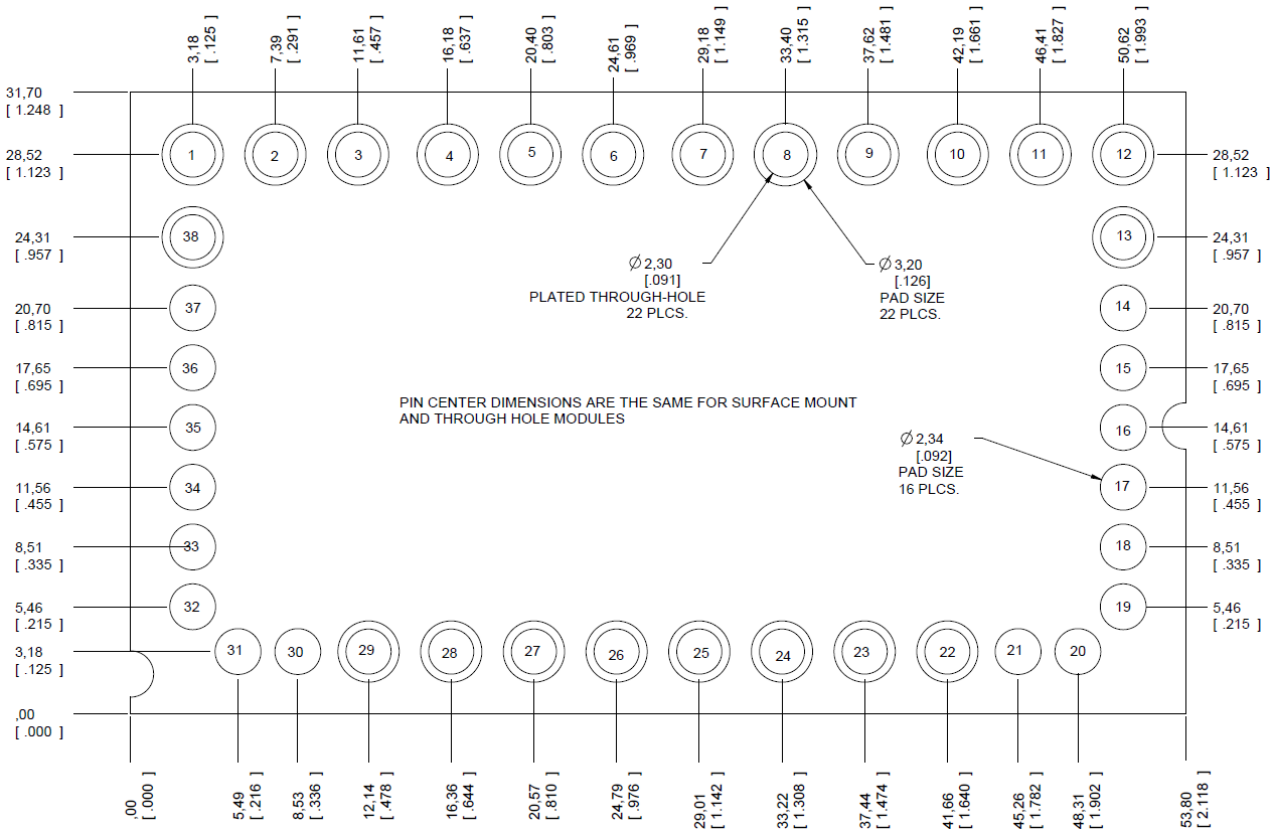 3,18
[ .125 ]
7,39
[ .291 ]
11,61
[ .457 ]
16,18
[ .637 ]
20,40
[ .803 ]
24,61
[ .969 ]
29,18
[ 1.149 ]
33,40
[ 1.315 ]
37,62
[ 1.481 ]
42,19
[ 1.661 ]
46,41
[ 1.827 ]
50,62
[ 1.993 ]
31,70
[ 1.248 ]
28,52
[ 1.123 ]
1
2
3
4
5
6
7
8
9
10
11
12
28,52
[ 1.123 ]
24,31
[ .957 ]
38
13
24,31
[ .957 ]
∅ 2,30
[.091]
PLATED THROUGH-HOLE
22 PLCS.
∅ 3,20
[.126]
PAD SIZE
22 PLCS.
20,70
[ .815 ]
37
14
20,70
[ .815 ]
17,65
[ .695 ]
36
15
17,65
[ .695 ]
PIN CENTER DIMENSIONS ARE THE SAME FOR SURFACE MOUNT
AND THROUGH HOLE MODULES
14,61
[ .575 ]
35
16
14,61
[ .575 ]
∅ 2,34
[.092]
PAD SIZE
16 PLCS.
11,56
[ .455 ]
34
17
11,56
[ .455 ]
8,51
[ .335 ]
33
18
8,51
[ .335 ]
5,46
[ .215 ]
32
19
5,46
[ .215 ]
3,18
[ .125 ]
31
30
29
28
27
26
25
24
23
22
21
20
,00
[ .000 ]
,00
[ .000 ]
5,49
[ .216 ]
8,53
[ .336 ]
12,14
[ .478 ]
16,36
[ .644 ]
20,57
[ .810 ]
24,79
[ .976 ]
29,01
[ 1.142 ]
33,22
[ 1.308 ]
37,44
[ 1.474 ]
41,66
[ 1.640 ]
45,26
[ 1.782 ]
48,31
[ 1.902 ]
53,80
[ 2.118 ]